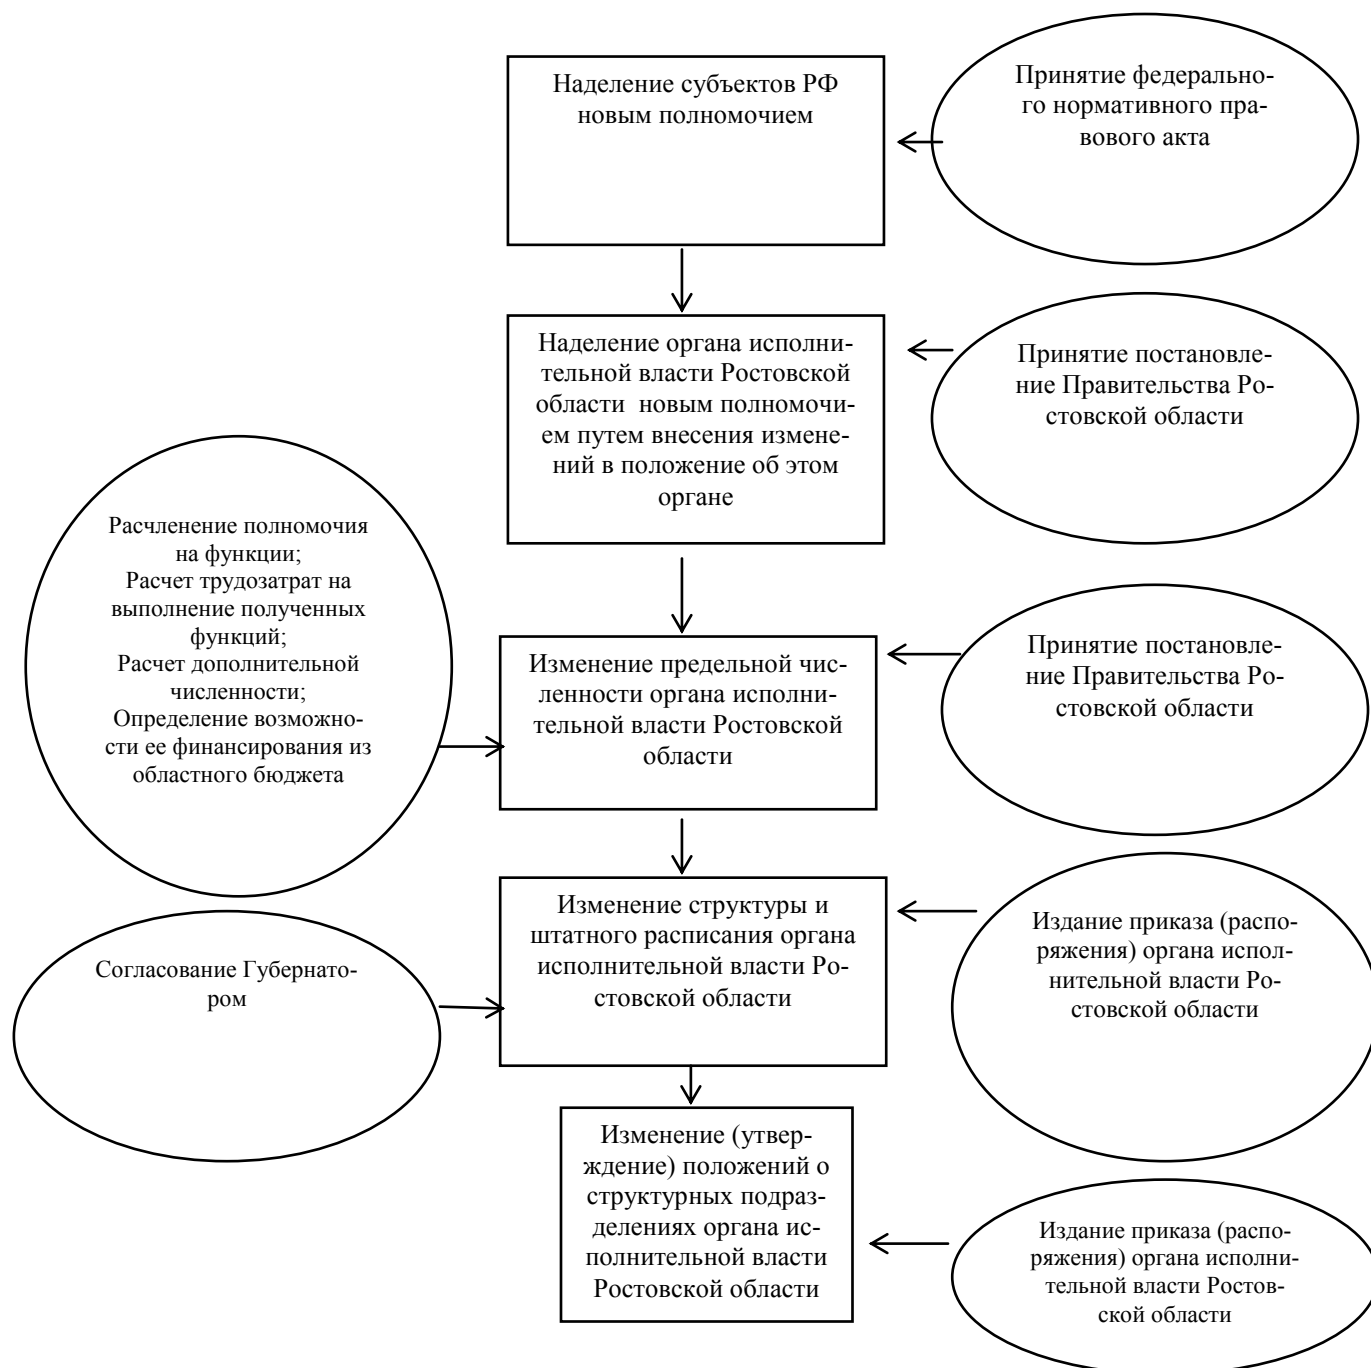 Наделение субъектов РФ
новым полномочием
Принятие федерально-
го нормативного пра-
вового акта
Наделение органа исполни-
тельной власти Ростовской
области  новым полномочи-
ем путем внесения измене-
ний в положение об этом
органе
Принятие постановле-
ние Правительства Ро-
стовской области
Расчленение полномочия
на функции;
Расчет трудозатрат на
выполнение полученных
функций;
Расчет дополнительной
численности;
Определение возможно-
сти ее финансирования из
областного бюджета
Изменение предельной чис-
ленности органа исполни-
тельной власти Ростовской
области
Принятие постановле-
ние Правительства Ро-
стовской области
Согласование Губернато-
ром
Изменение структуры и
штатного расписания органа
исполнительной власти Ро-
стовской области
Издание приказа (распо-
ряжения) органа испол-
нительной власти Ро-
стовской области
Изменение (утвер-
ждение) положений о
структурных подраз-
делениях органа ис-
полнительной власти
Ростовской области
Издание приказа (распо-
ряжения) органа исполни-
тельной власти Ростов-
ской области